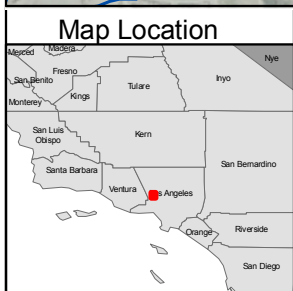 Map Location
Merced
Madera
Nye
Fresno
Inyo
San Benito
Tulare
Kings
Monterey
San Luis
Obispo
Kern
Santa Barbara
San Bernardino
Ventura
s Angeles
Orange
Riverside
San Diego